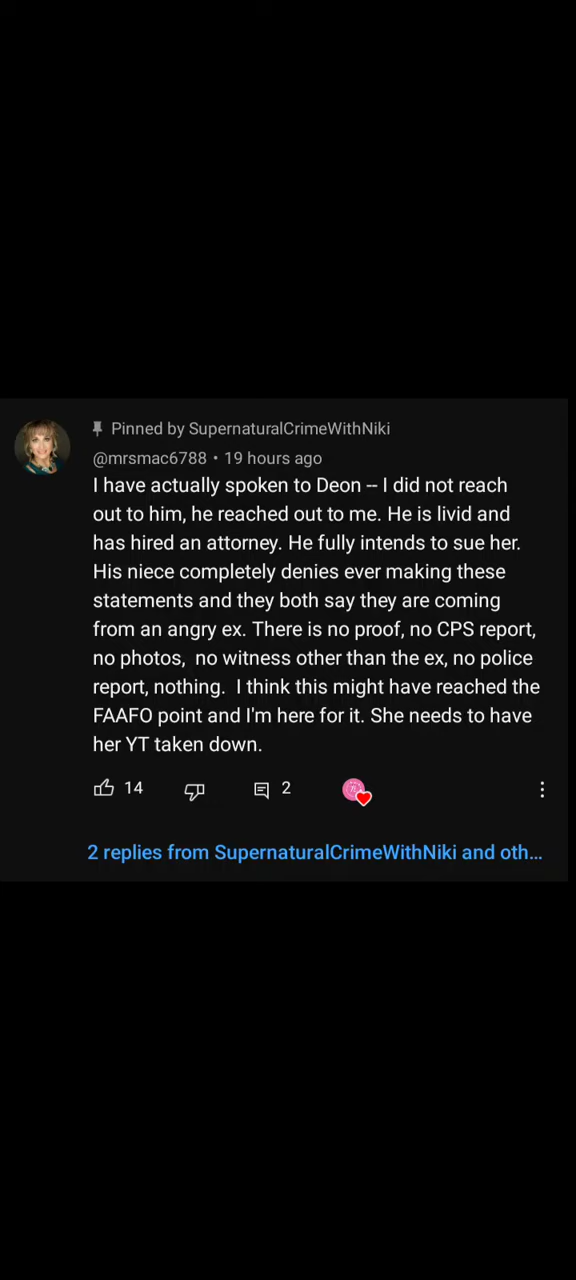 Pinned by SupernaturalCrimeWithNiki
@mrsmac6788 • 19 hours ago
I have actually spoken to Deon -- I did not reach
out to him, he reached out to me. He is livid and
has hired an attorney. He fully intends to sue her.
His niece completely denies ever making these
statements and they both say they are coming
from an angry ex. There is no proof, no CPS report,
no photos,  no witness other than the ex, no police
report, nothing.  I think this might have reached the
FAAFO point and I'm here for it. She needs to have
her YT taken down.
14 2
2 replies from SupernaturalCrimeWithNiki and oth...